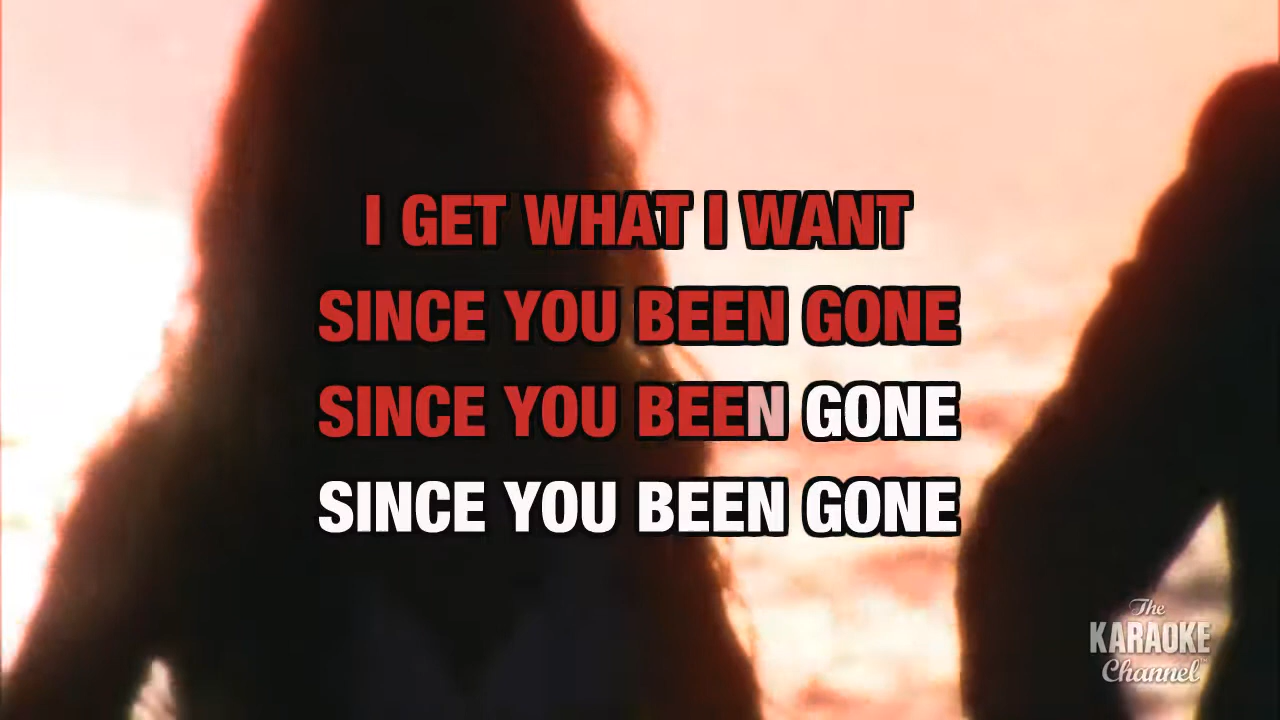 I GET WHAT I WANT
SINCE YOU BEEN GONE
SINCE YOU BEEN GONE
SINCE YOU BEEN GONE
The
KARAOKE
Channel